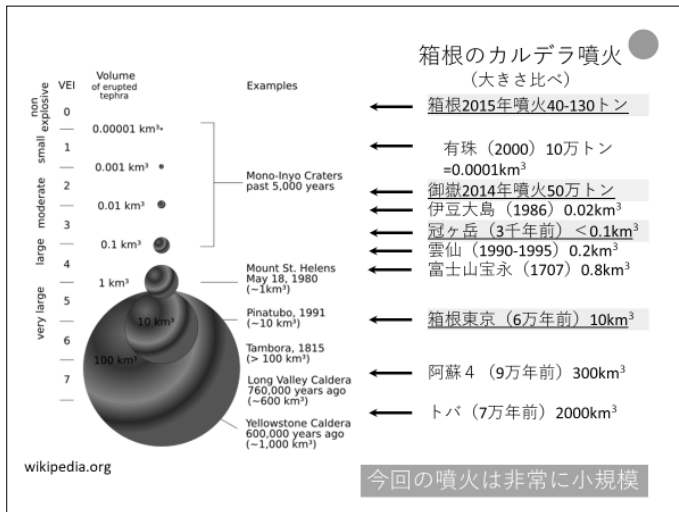 箱根のカルデラ噴火
（大きさ比べ）
VEI
Volume
of erupted
tephra
Examples
non
explosive
small
moderate
large
very large
0
1
2
3
4
5
6
7
0.00001 km³
0.001 km³
0.01 km³
0.1 km³
1 km³
10 km³
100 km³
Mono-Inyo Craters
past 5,000 years
Mount St. Helens
May 18, 1980
(~1km³)
Pinatubo, 1991
(~10 km³)
Tambora, 1815
(> 100 km³)
Long Valley Caldera
760,000 years ago
(~600 km³)
Yellowstone Caldera
600,000 years ago
(~1,000 km³)
箱根2015年噴火40-130トン
有珠（2000）10万トン
=0.0001km³
御嶽2014年噴火50万トン
伊豆大島（1986）0.02km³
冠ヶ岳（3千年前）＜0.1km³
雲仙（1990-1995）0.2km³
富士山宝永（1707）0.8km³
箱根東京（6万年前）10km³
阿蘇４（9万年前）300km³
トバ（7万年前）2000km³
wikipedia.org
今回の噴火は非常に小規模